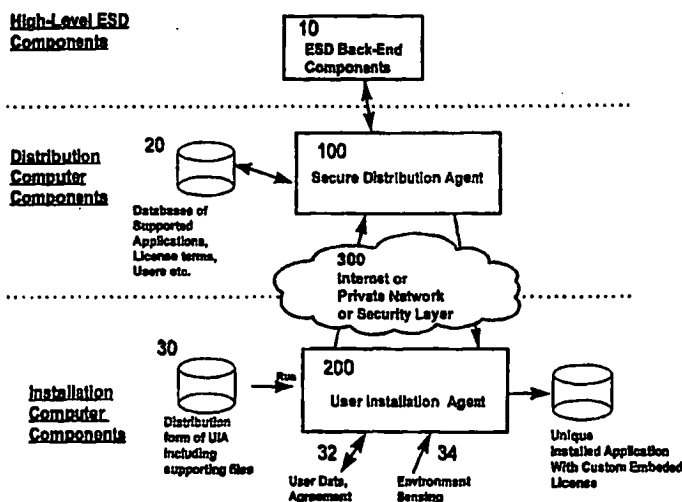 High-Level ESD
Components
10
ESD Back-End
Components
Distribution
Computer
Components
20
Databases of
Supported
Applications,
License terms,
Users etc.
100
Secure Distribution Agent
300
Internet or
Private Network
or Security Layer
Installation
Computer
Components
30
Distribution
form of UIA
including
supporting files
Run
200
User Installation Agent
32
User Data,
Agreement
34
Environment
Sensing
Unique
Installed Application
With Custom Embeded
License